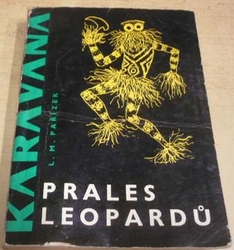 KARAVANA
L. M. PAŘÍZEK
PRALES
LEOPARDŮ